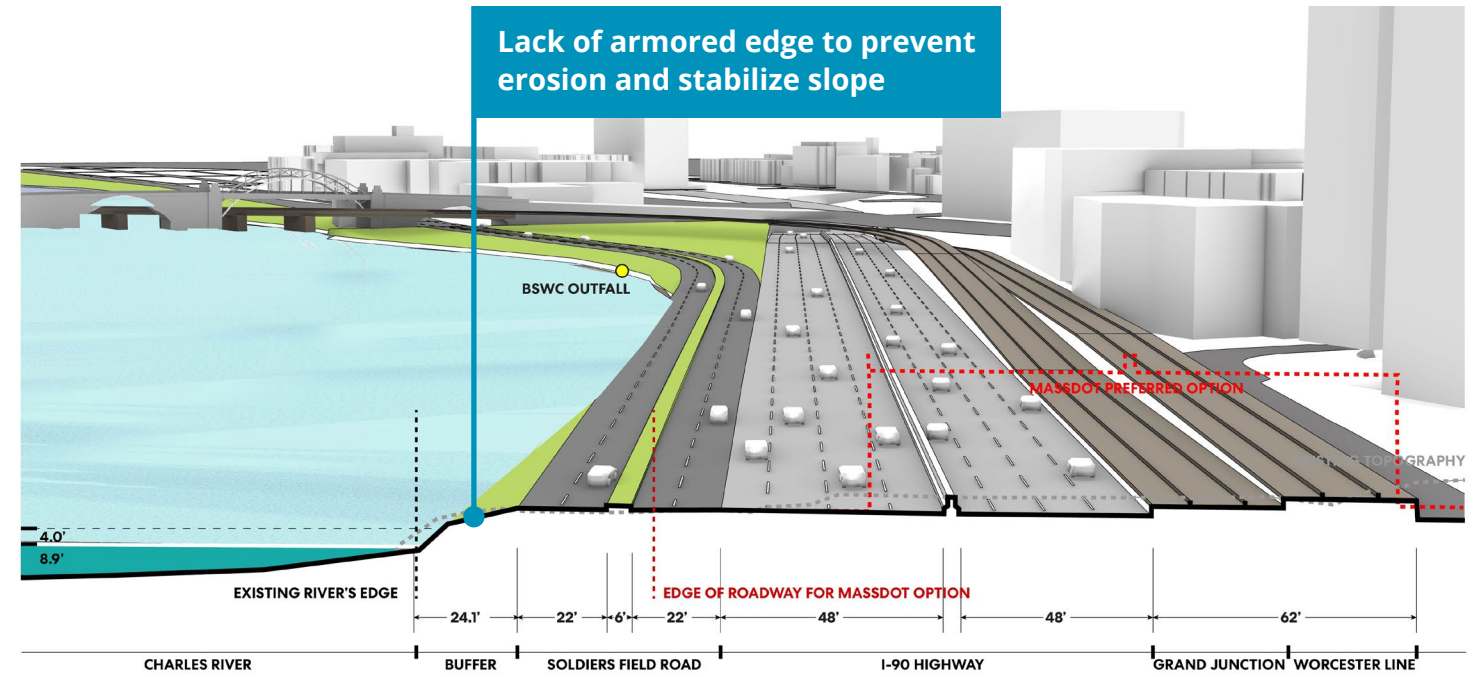 Lack of armored edge to prevent
erosion and stabilize slope
BSWC OUTFALL
MASSDOT PREFERRED OPTION
EXISTING TOPOGRAPHY
4.0’
8.9’
EXISTING RIVER’S EDGE
EDGE OF ROADWAY FOR MASSDOT OPTION
24.1’ 22’ 6’ 22’ 48’ 48’ 62’
CHARLES RIVER BUFFER SOLDIERS FIELD ROAD I-90 HIGHWAY GRAND JUNCTION WORCESTER LINE